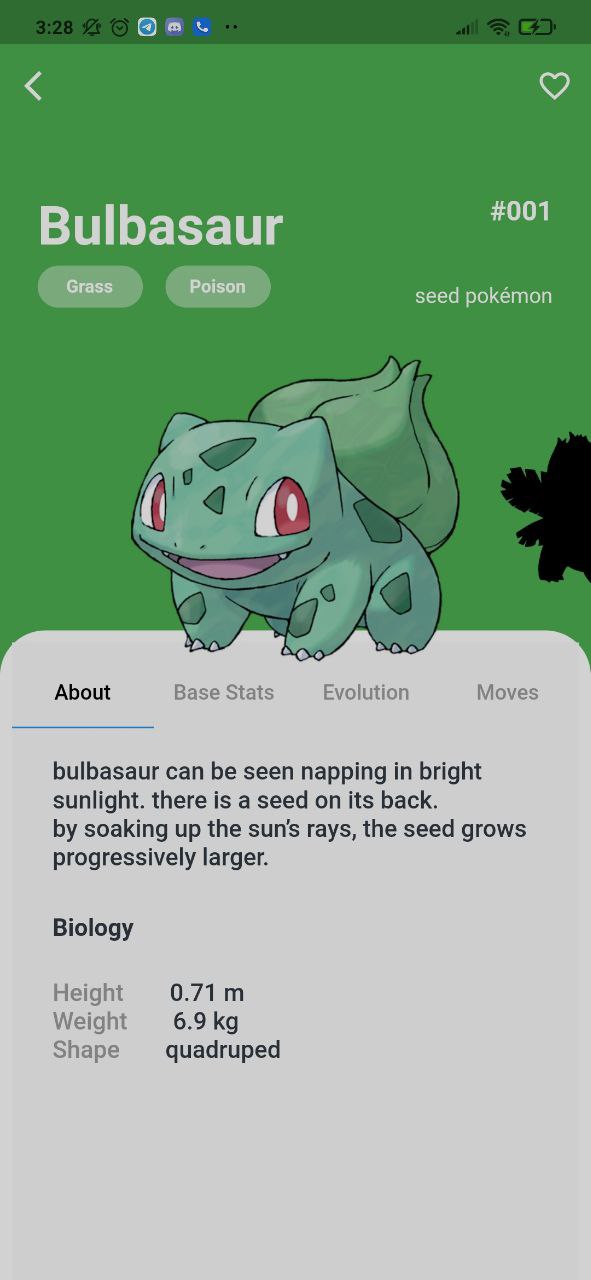 3:28
Bulbasaur
#001
Grass
Poison
seed pokémon
About
Base Stats
Evolution
Moves
bulbasaur can be seen napping in bright
sunlight. there is a seed on its back.
by soaking up the sun’s rays, the seed grows
progressively larger.
Biology
Height 0.71 m
Weight 6.9 kg
Shape quadruped